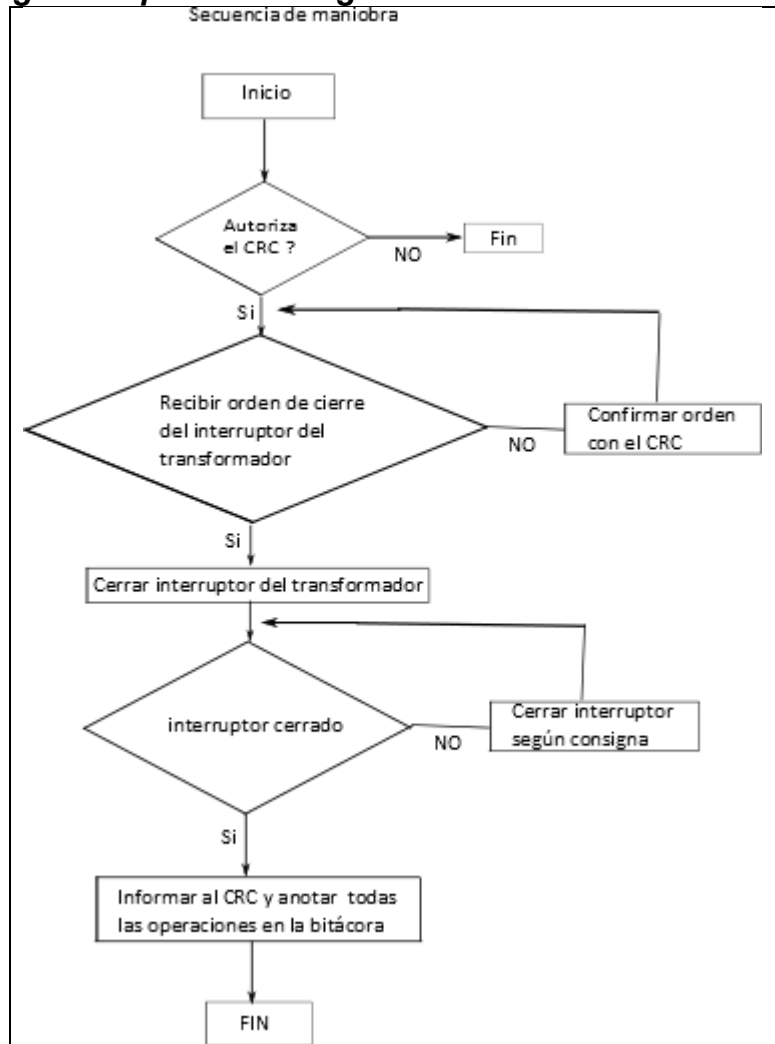 Secuencia de maniobra
Inicio
Autoriza
el CRC ?
NO
Fin
Si
Recibir orden de cierre
del interruptor del
transformador
NO
Confirmar orden
con el CRC
Si
Cerrar interruptor del transformador
interruptor cerrado
NO
Cerrar interruptor
según consigna
Si
Informar al CRC y anotar todas
las operaciones en la bitácora
FIN